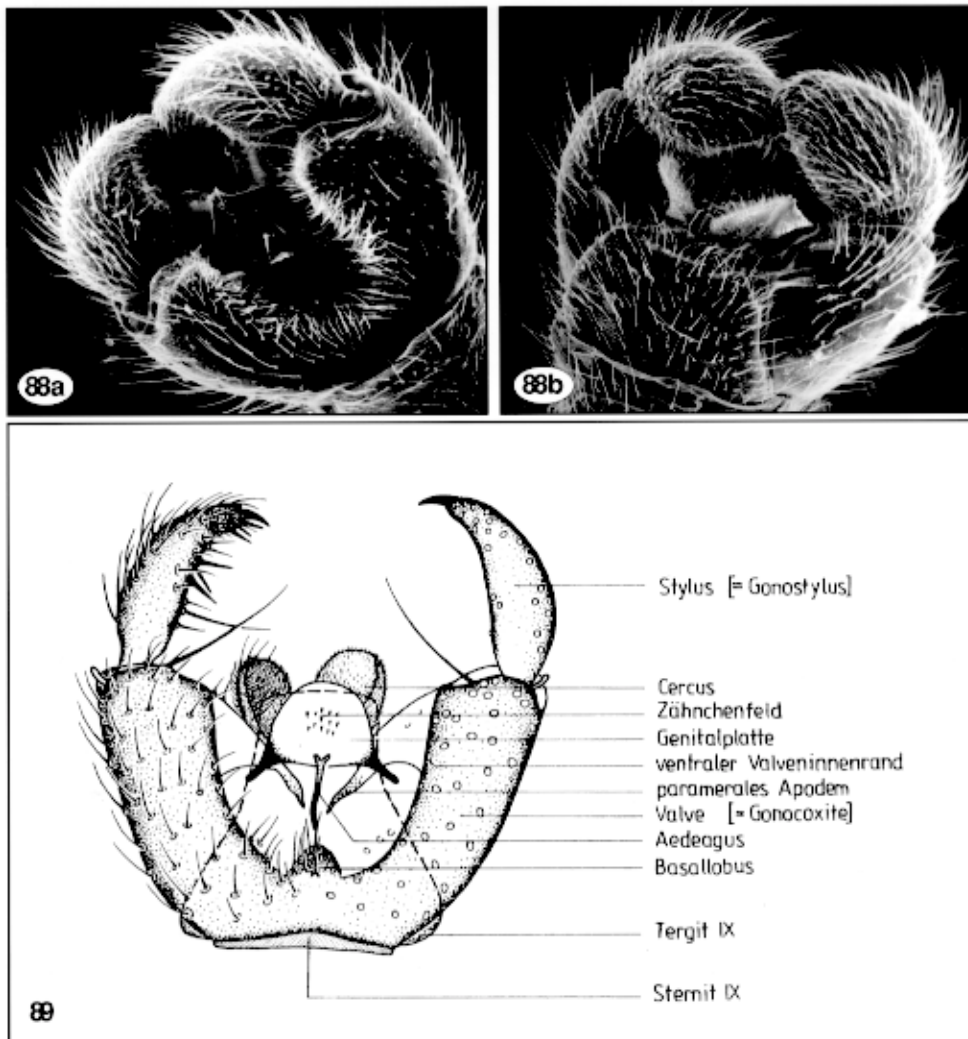 88a
88b
Stylus [= Gonostylus]
Cercus
Zähnchenfeld
Genitalplatte
ventraler Valveninnenrand
paramerales Apodem
Valve [= Gonocoxite]
Aedeagus
Basallobus
Tergit IX
Sternit IX
89